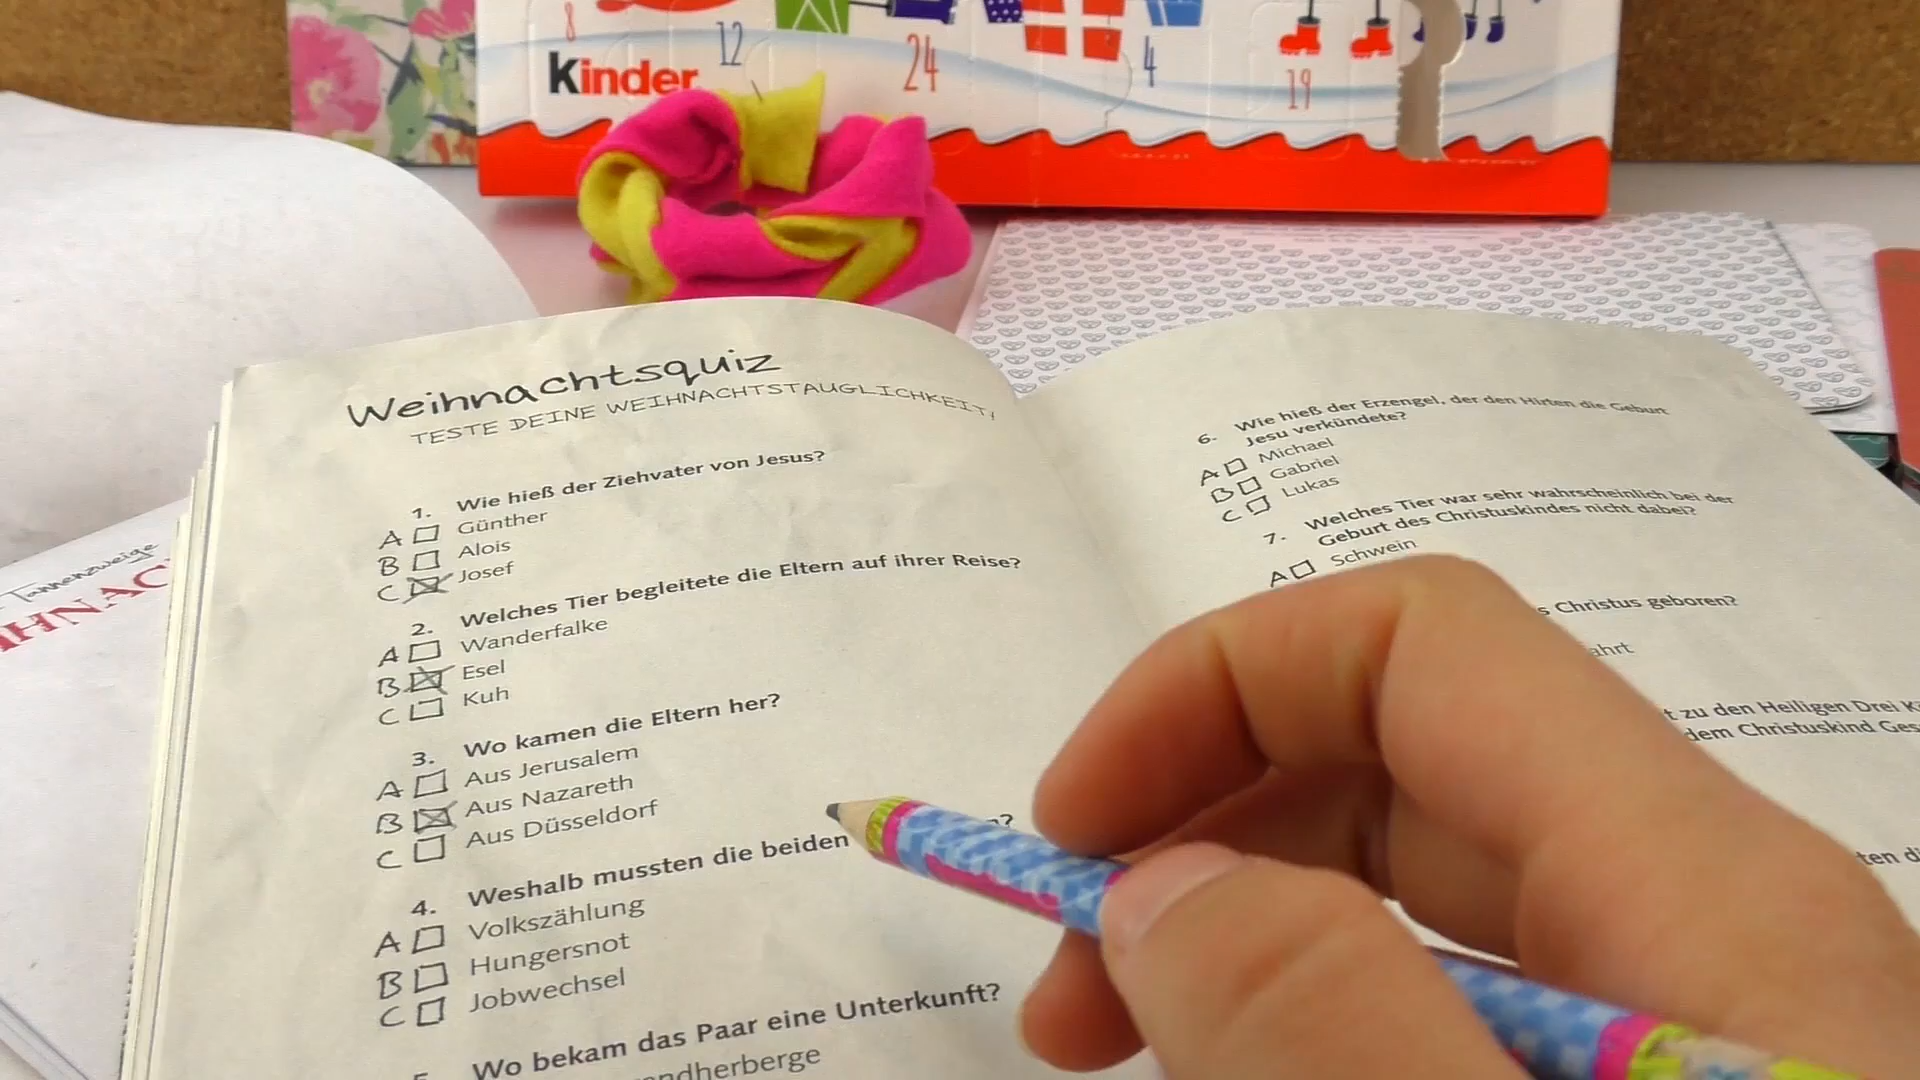 8
12
24
4
19
Kinder
Tannenzweige
Weihnachtsquiz
TESTE DEINE WEIHNACHTSTAUGLICHKEIT!
1. Wie hieß der Ziehvater von Jesus?
A Günther
B Alois
C Josef
2. Welches Tier begleitete die Eltern auf ihrer Reise?
A Wanderfalke
B Esel
C Kuh
3. Wo kamen die Eltern her?
A Aus Jerusalem
B Aus Nazareth
C Aus Düsseldorf
4. Weshalb mussten die beiden
A Volkszählung
B Hungersnot
C Jobwechsel
Wo bekam das Paar eine Unterkunft?
ndherberge
6. Wie hieß der Erzengel, der den Hirten die Geburt
Jesu verkündete?
A Michael
B Gabriel
C Lukas
7. Welches Tier war sehr wahrscheinlich bei der
Geburt des Christuskindes nicht dabei?
A Schwein
s Christus geboren?
ahrt
t zu den Heiligen Drei K
dem Christuskind Ges
ten di